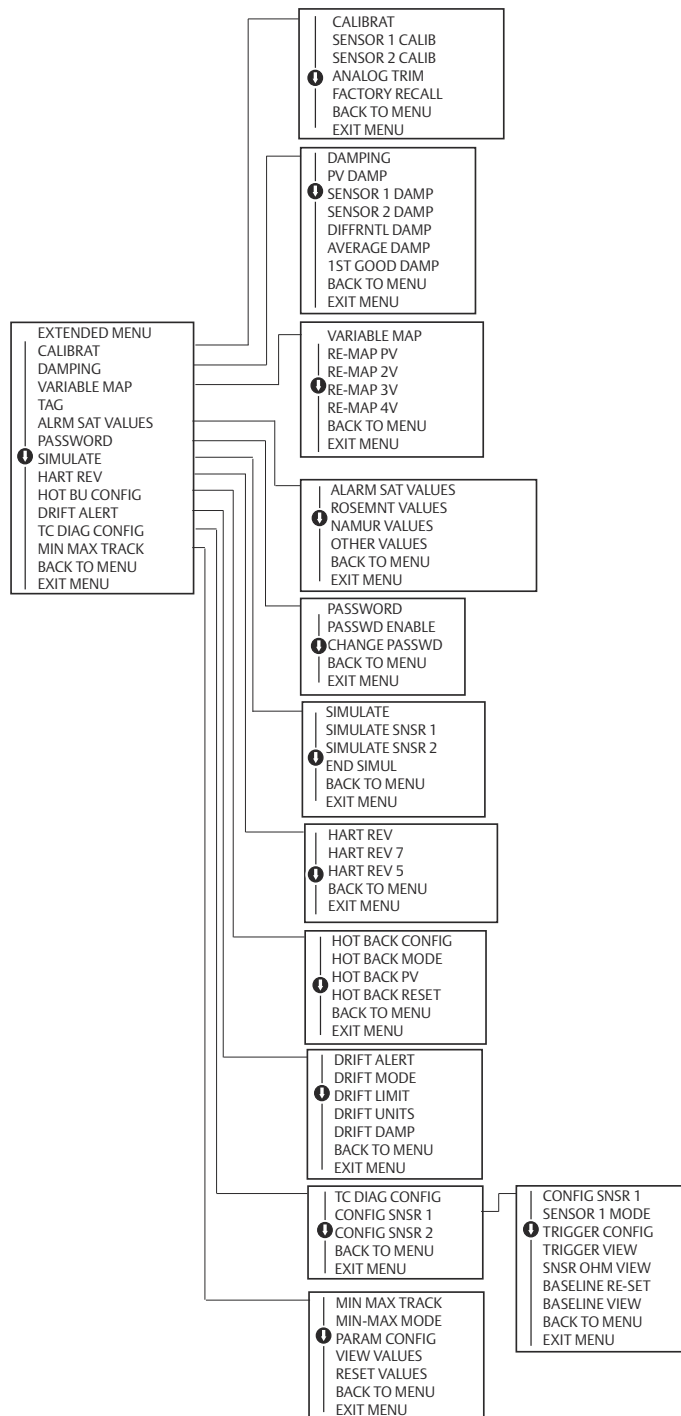 CALIBRAT
SENSOR 1 CALIB
SENSOR 2 CALIB
ANALOG TRIM
FACTORY RECALL
BACK TO MENU
EXIT MENU
DAMPING
PV DAMP
SENSOR 1 DAMP
SENSOR 2 DAMP
DIFFRNTL DAMP
AVERAGE DAMP
1ST GOOD DAMP
BACK TO MENU
EXIT MENU
EXTENDED MENU
CALIBRAT
DAMPING
VARIABLE MAP
TAG
ALRM SAT VALUES
PASSWORD
SIMULATE
HART REV
HOT BU CONFIG
DRIFT ALERT
TC DIAG CONFIG
MIN MAX TRACK
BACK TO MENU
EXIT MENU
VARIABLE MAP
RE-MAP PV
RE-MAP 2V
RE-MAP 3V
RE-MAP 4V
BACK TO MENU
EXIT MENU
ALARM SAT VALUES
ROSEMNT VALUES
NAMUR VALUES
OTHER VALUES
BACK TO MENU
EXIT MENU
PASSWORD
PASSWD ENABLE
CHANGE PASSWD
BACK TO MENU
EXIT MENU
SIMULATE
SIMULATE SNSR 1
SIMULATE SNSR 2
END SIMUL
BACK TO MENU
EXIT MENU
HART REV
HART REV 7
HART REV 5
BACK TO MENU
EXIT MENU
HOT BACK CONFIG
HOT BACK MODE
HOT BACK PV
HOT BACK RESET
BACK TO MENU
EXIT MENU
DRIFT ALERT
DRIFT MODE
DRIFT LIMIT
DRIFT UNITS
DRIFT DAMP
BACK TO MENU
EXIT MENU
TC DIAG CONFIG
CONFIG SNSR 1
CONFIG SNSR 2
BACK TO MENU
EXIT MENU
CONFIG SNSR 1
SENSOR 1 MODE
TRIGGER CONFIG
TRIGGER VIEW
SNSR OHM VIEW
BASELINE RE-SET
BASELINE VIEW
BACK TO MENU
EXIT MENU
MIN MAX TRACK
MIN-MAX MODE
PARAM CONFIG
VIEW VALUES
RESET VALUES
BACK TO MENU
EXIT MENU